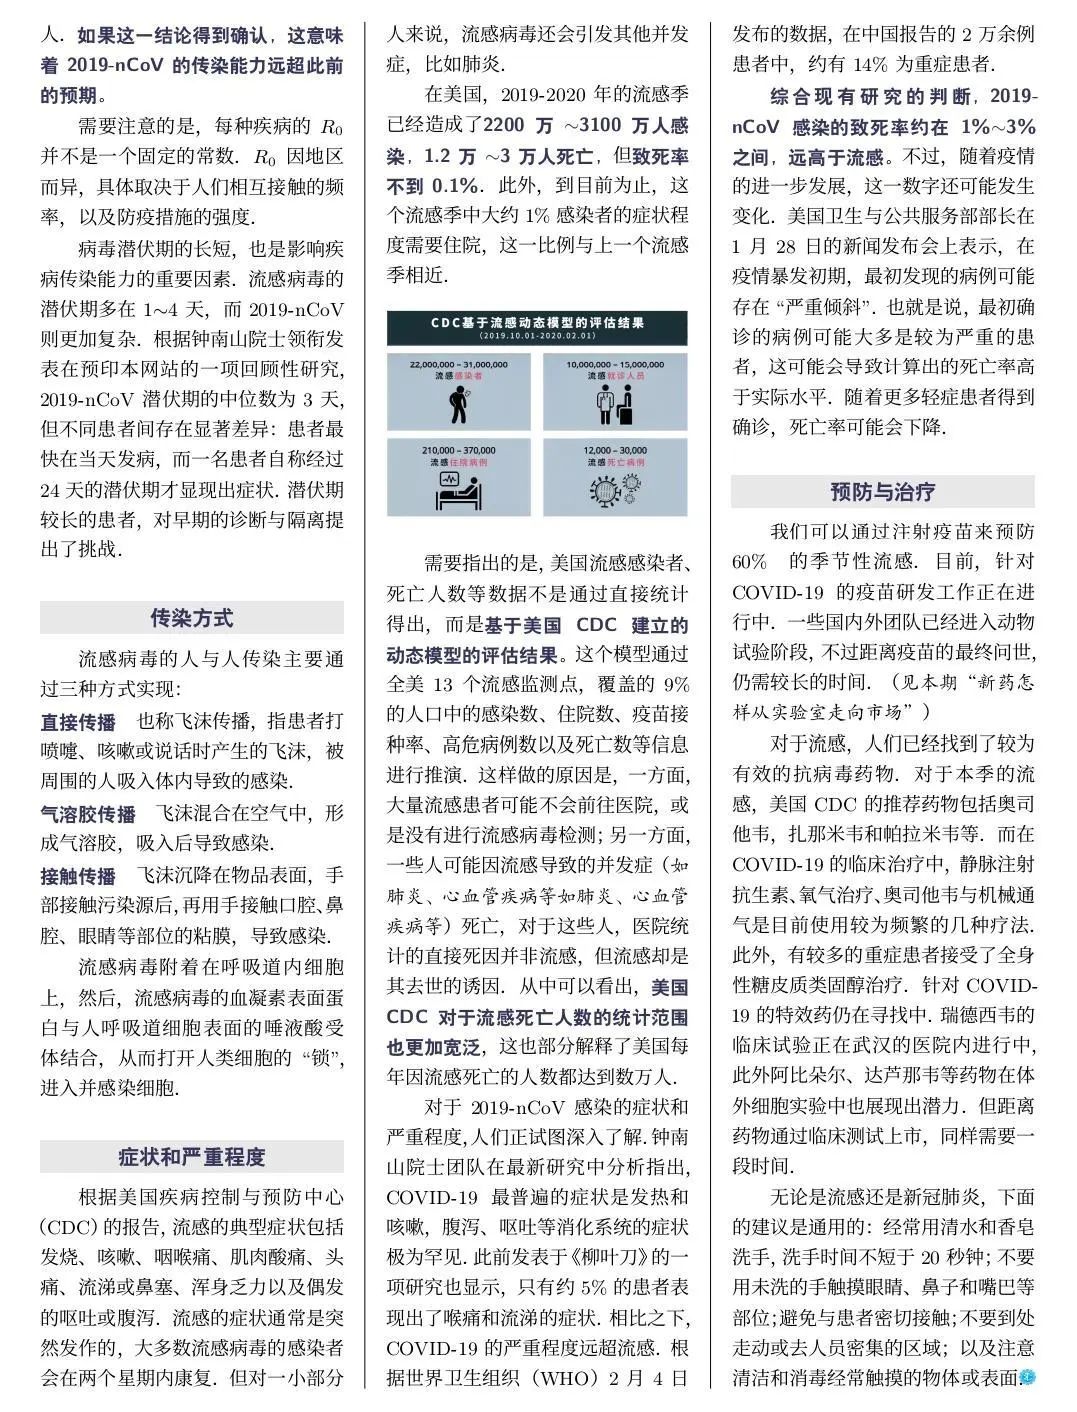 人．如果这一结论得到确认，这意味
着 2019-nCoV 的传染能力远超此前
的预期。
需要注意的是，每种疾病的 R0
并不是一个固定的常数．R0 因地区
而异，具体取决于人们相互接触的频
率，以及防疫措施的强度．
病毒潜伏期的长短，也是影响疾
病传染能力的重要因素．流感病毒的
潜伏期多在 1~4 天，而 2019-nCoV
则更加复杂．根据钟南山院士领衔发
表在预印本网站的一项回顾性研究，
2019-nCoV 潜伏期的中位数为 3 天，
但不同患者间存在显著差异：患者最
快在当天发病，而一名患者自称经过
24 天的潜伏期才显现出症状．潜伏期
较长的患者，对早期的诊断与隔离提
出了挑战．
传染方式
流感病毒的人与人传染主要通
过三种方式实现：
直接传播 也称飞沫传播，指患者打
喷嚏、咳嗽或说话时产生的飞沫，被
周围的人吸入体内导致的感染．
气溶胶传播 飞沫混合在空气中，形
成气溶胶，吸入后导致感染．
接触传播 飞沫沉降在物品表面，手
部接触污染源后，再用手接触口腔、鼻
腔、眼睛等部位的粘膜，导致感染．
流感病毒附着在呼吸道内细胞
上，然后，流感病毒的血凝素表面蛋
白与人呼吸道细胞表面的唾液酸受
体结合，从而打开人类细胞的 “锁”，
进入并感染细胞．
症状和严重程度
根据美国疾病控制与预防中心
（CDC）的报告，流感的典型症状包括
发烧、咳嗽、咽喉痛、肌肉酸痛、头
痛、流涕或鼻塞、浑身乏力以及偶发
的呕吐或腹泻．流感的症状通常是突
然发作的，大多数流感病毒的感染者
会在两个星期内康复．但对一小部分
人来说，流感病毒还会引发其他并发
症，比如肺炎．
在美国，2019-2020 年的流感季
已经造成了2200 万 ~3100 万人感
染，1.2 万 ~3 万人死亡，但致死率
不到 0.1%．此外，到目前为止，这
个流感季中大约 1% 感染者的症状程
度需要住院，这一比例与上一个流感
季相近．
CDC基于流感动态模型的评估结果
(2019.10.01-2020.02.01)
22,000,000 – 31,000,000
流感感染者
10,000,000 – 15,000,000
流感就诊人员
210,000 – 370,000
流感住院病例
12,000 – 30,000
流感死亡病例
需要指出的是，美国流感感染者、
死亡人数等数据不是通过直接统计
得出，而是基于美国 CDC 建立的
动态模型的评估结果。这个模型通过
全美 13 个流感监测点，覆盖的 9%
的人口中的感染数、住院数、疫苗接
种率、高危病例数以及死亡数等信息
进行推演．这样做的原因是，一方面，
大量流感患者可能不会前往医院，或
是没有进行流感病毒检测；另一方面，
一些人可能因流感导致的并发症（如
肺炎、心血管疾病等如肺炎、心血管
疾病等）死亡，对于这些人，医院统
计的直接死因并非流感，但流感却是
其去世的诱因．从中可以看出，美国
CDC 对于流感死亡人数的统计范围
也更加宽泛，这也部分解释了美国每
年因流感死亡的人数都达到数万人．
对于 2019-nCoV 感染的症状和
严重程度，人们正试图深入了解．钟南
山院士团队在最新研究中分析指出，
COVID-19 最普遍的症状是发热和
咳嗽，腹泻、呕吐等消化系统的症状
极为罕见．此前发表于《柳叶刀》的一
项研究也显示，只有约 5% 的患者表
现出了喉痛和流涕的症状．相比之下，
COVID-19 的严重程度远超流感．根
据世界卫生组织（WHO）2 月 4 日
发布的数据，在中国报告的 2 万余例
患者中，约有 14% 为重症患者．
综合现有研究的判断，2019-
nCoV 感染的致死率约在 1%~3%
之间，远高于流感。不过，随着疫情
的进一步发展，这一数字还可能发生
变化．美国卫生与公共服务部部长在
1 月 28 日的新闻发布会上表示，在
疫情暴发初期，最初发现的病例可能
存在 “严重倾斜”．也就是说，最初确
诊的病例可能大多是较为严重的患
者，这可能会导致计算出的死亡率高
于实际水平．随着更多轻症患者得到
确诊，死亡率可能会下降．
预防与治疗
我们可以通过注射疫苗来预防
60% 的季节性流感．目前，针对
COVID-19 的疫苗研发工作正在进
行中．一些国内外团队已经进入动物
试验阶段，不过距离疫苗的最终问世，
仍需较长的时间．（见本期“新药怎
样从实验室走向市场”）
对于流感，人们已经找到了较为
有效的抗病毒药物．对于本季的流
感，美国 CDC 的推荐药物包括奥司
他韦，扎那米韦和帕拉米韦等．而在
COVID-19 的临床治疗中，静脉注射
抗生素、氧气治疗、奥司他韦与机械通
气是目前使用较为频繁的几种疗法．
此外，有较多的重症患者接受了全身
性糖皮质类固醇治疗．针对 COVID-
19 的特效药仍在寻找中．瑞德西韦的
临床试验正在武汉的医院内进行中，
此外阿比朵尔、达芦那韦等药物在体
外细胞实验中也展现出潜力．但距离
药物通过临床测试上市，同样需要一
段时间．
无论是流感还是新冠肺炎，下面
的建议是通用的：经常用清水和香皂
洗手，洗手时间不短于 20 秒钟；不要
用未洗的手触摸眼睛、鼻子和嘴巴等
部位；避免与患者密切接触；不要到处
走动或去人员密集的区域；以及注意
清洁和消毒经常触摸的物体或表面．